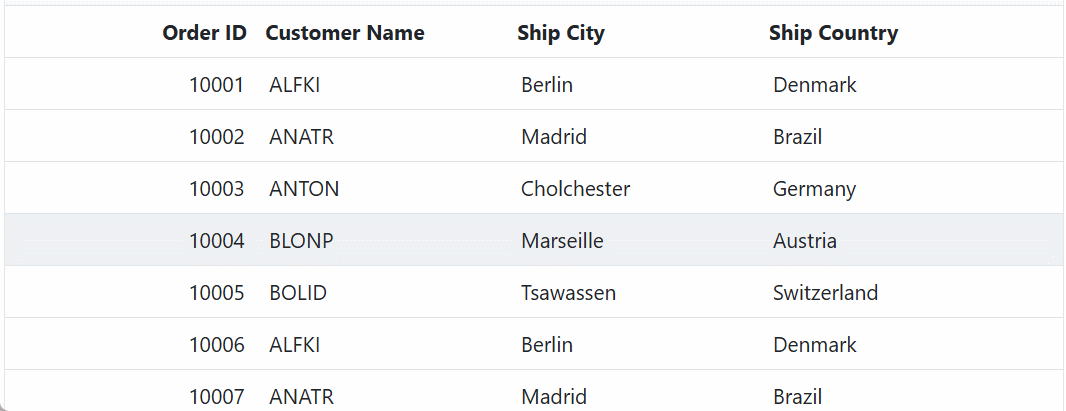 Order ID Customer Name Ship City Ship Country
10001 ALFKI Berlin Denmark
10002 ANATR Madrid Brazil
10003 ANTON Cholchester Germany
10004 BLONP Marseille Austria
10005 BOLID Tsawassen Switzerland
10006 ALFKI Berlin Denmark
10007 ANATR Madrid Brazil